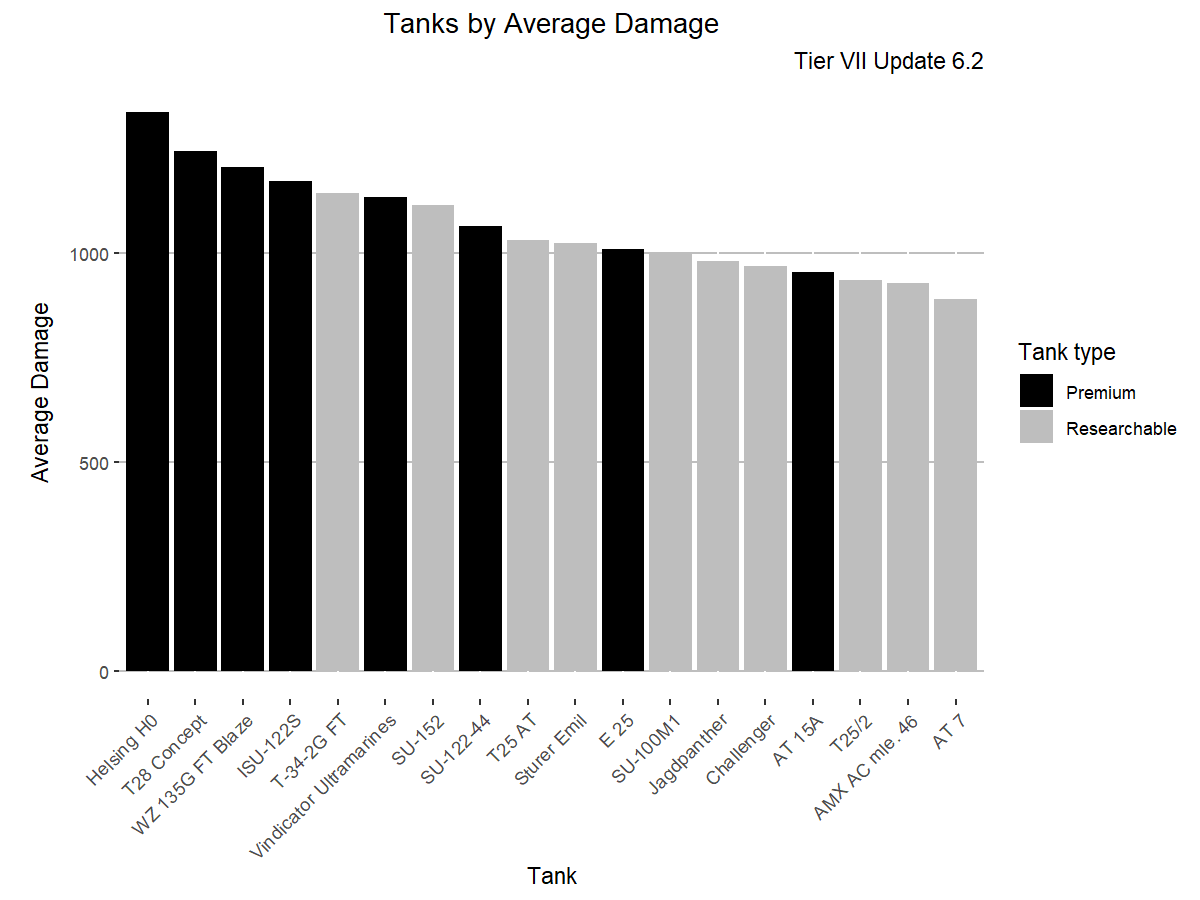 Tanks by Average Damage
Tier VII Update 6.2
Average Damage
1000
500
0
Helsing H0
T28 Concept
WZ 135G FT Blaze
ISU-122S
T-34-2G FT
Vindicator Ultramarines
SU-152
SU-122-44
T25 AT
Sturer Emil
E 25
SU-100M1
Jagdpanther
Challenger
AT 15A
T25/2
AMX AC mle. 46
AT 7
Tank
Tank type
Premium
Researchable